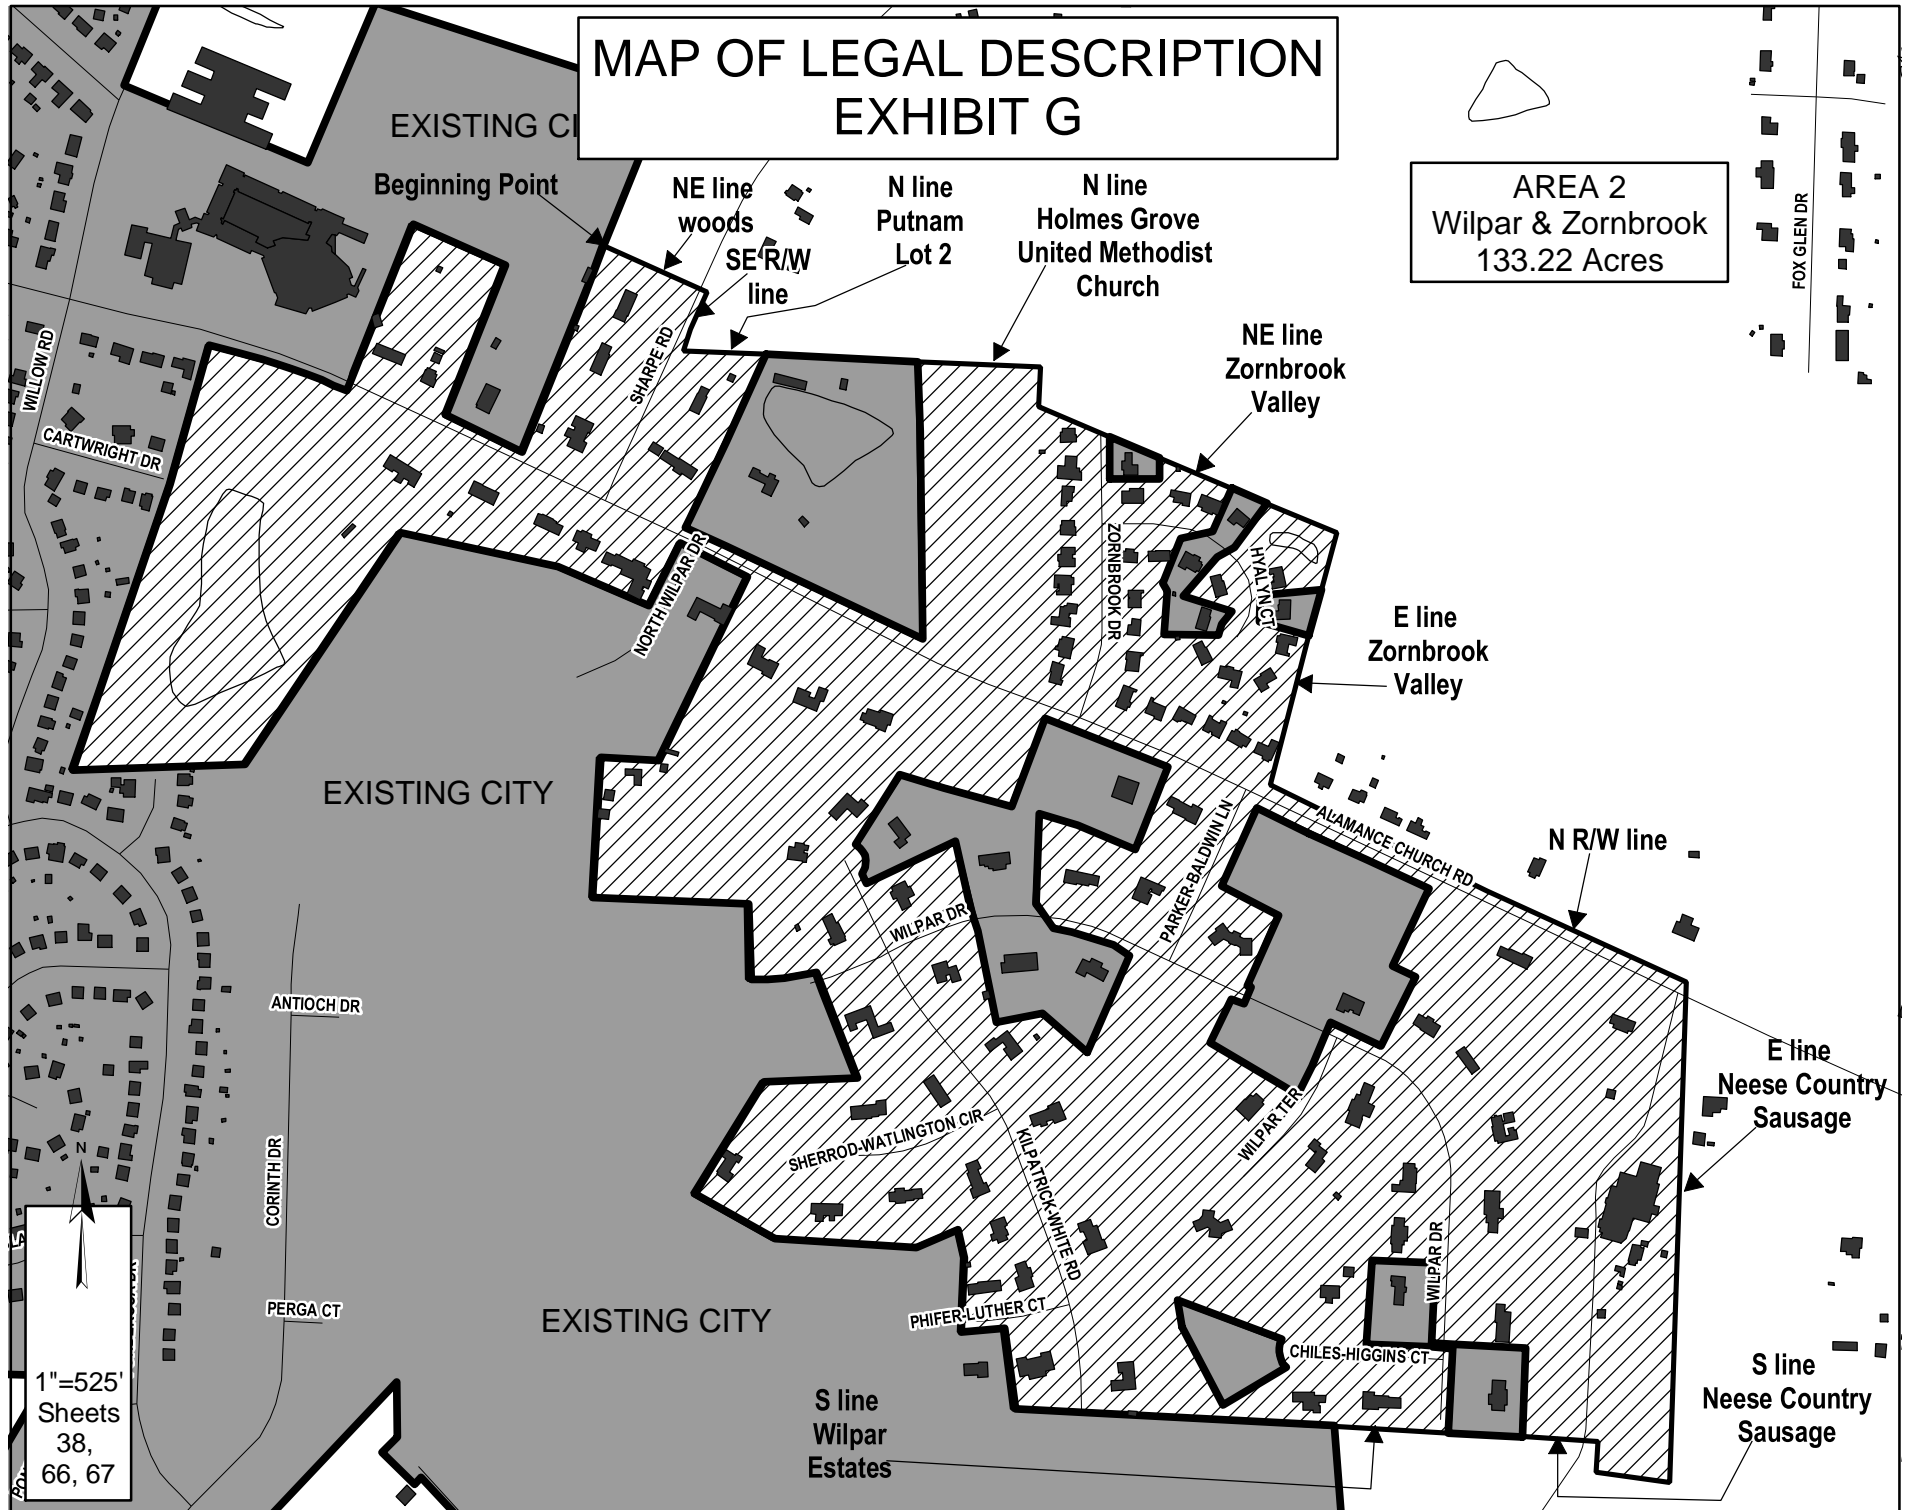 MAP OF LEGAL DESCRIPTION
EXHIBIT G
EXISTING CI
Beginning Point
NE line
woods
SE R/W
line
N line
Putnam
Lot 2
N line
Holmes Grove
United Methodist
Church
AREA 2
Wilpar & Zornbrook
133.22 Acres
FOX GLEN DR
NE line
Zornbrook
Valley
WILLOW RD
CARTWRIGHT DR
SHARPE RD
NORTH WILPAR DR
ZORNBROOK DR
HYALYN CT
E line
Zornbrook
Valley
EXISTING CITY
ALAMANCE CHURCH RD
N R/W line
PARKER-BALDWIN LN
WILPAR DR
ANTIOCH DR
E line
Neese Country
Sausage
WILPAR TER
SHERROD-WATLINGTON CIR
KILPATRICK-WHITE RD
CORINTH DR
N
WILPAR DR
PERGA CT
EXISTING CITY
PHIFER-LUTHER CT
CHILES-HIGGINS CT
1"=525'
Sheets
38,
66, 67
S line
Wilpar
Estates
S line
Neese Country
Sausage